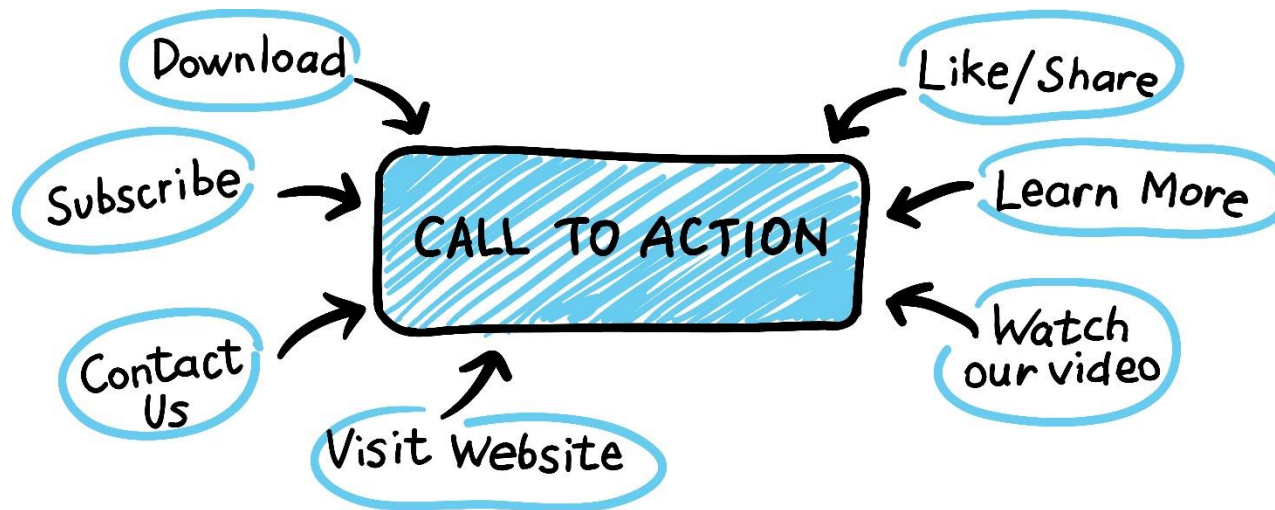 Download
Like/Share
Subscribe
Learn More
CALL TO ACTION
Contact
Us
Watch
our video
Visit Website